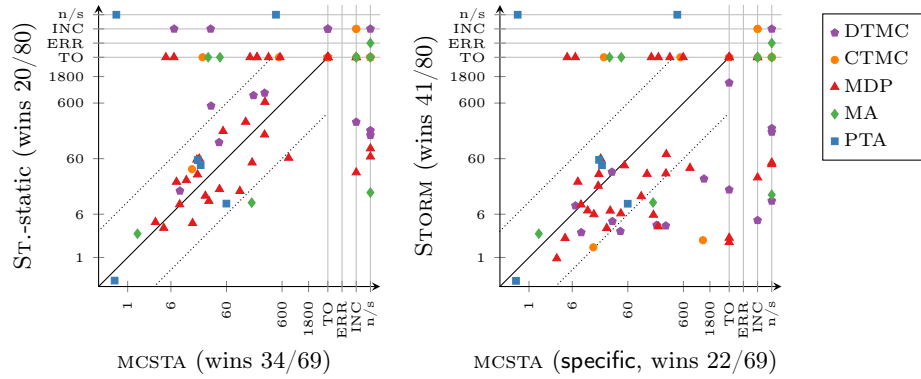 n/s
INC
ERR
TO
1800
600
60
6
1
St.-static (wins 20/80)
1
6
60
600
1800
TO
ERR
INC
n/s
mcsta (wins 34/69)
n/s
INC
ERR
TO
1800
600
60
6
1
Storm (wins 41/80)
1
6
60
600
1800
TO
ERR
INC
n/s
mcsta (specific, wins 22/69)
DTMC
CTMC
MDP
MA
PTA